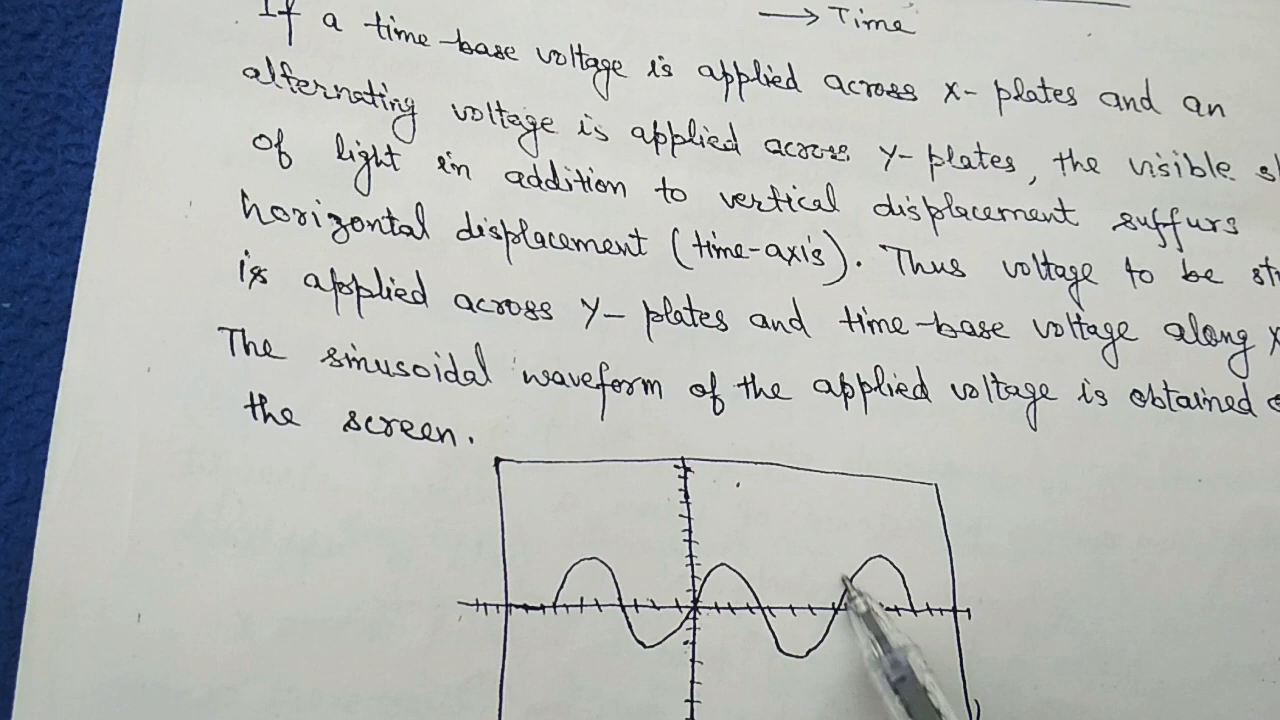 → Time
If a time-base voltage is applied across x-plates and an
alternating voltage is applied across y-plates, the visible
of light in addition to vertical displacement suffurs
horizontal displacement (time-axis). Thus voltage to be
is applied across y-plates and time-base voltage along x
The sinusoidal waveform of the applied voltage is obtained
the screen.